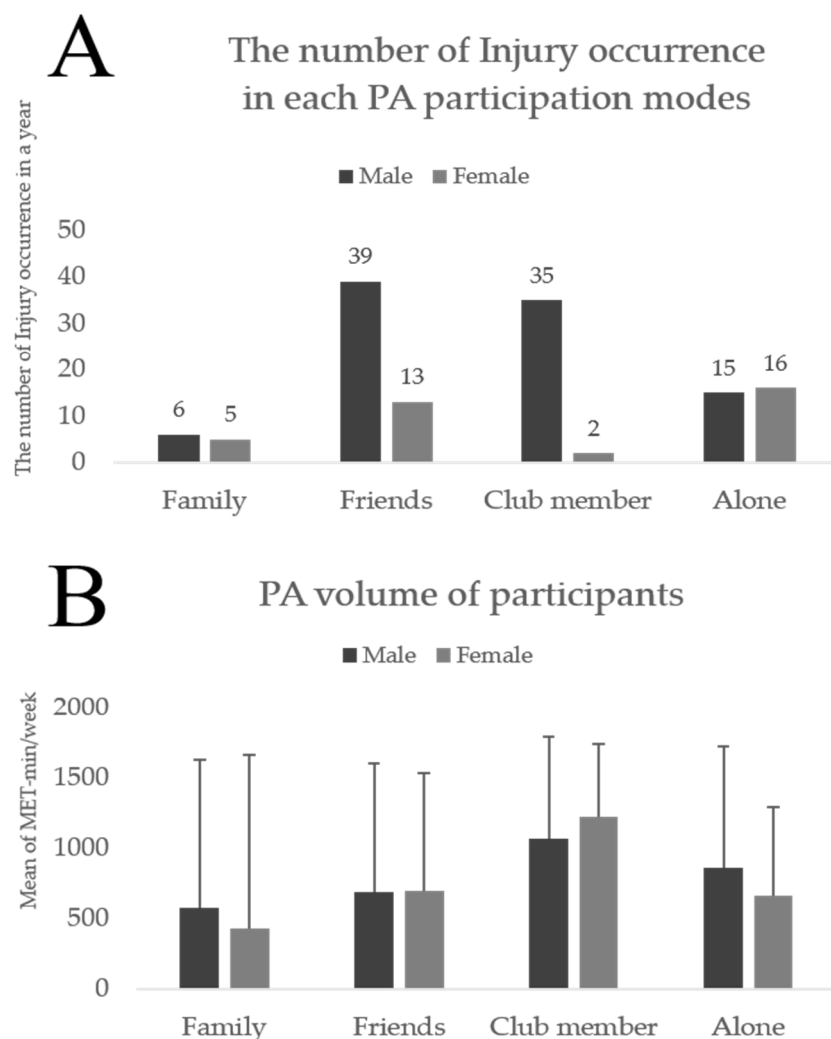 A
The number of Injury occurrence
in each PA participation modes
Male Female
The number of Injury occurrence in a year
50
40
30
20
10
0
39
35
15
16
13
6
5
2
Family Friends Club member Alone
B
PA volume of participants
Male Female
Mean of MET-min/week
2000
1500
1000
500
0
Family Friends Club member Alone